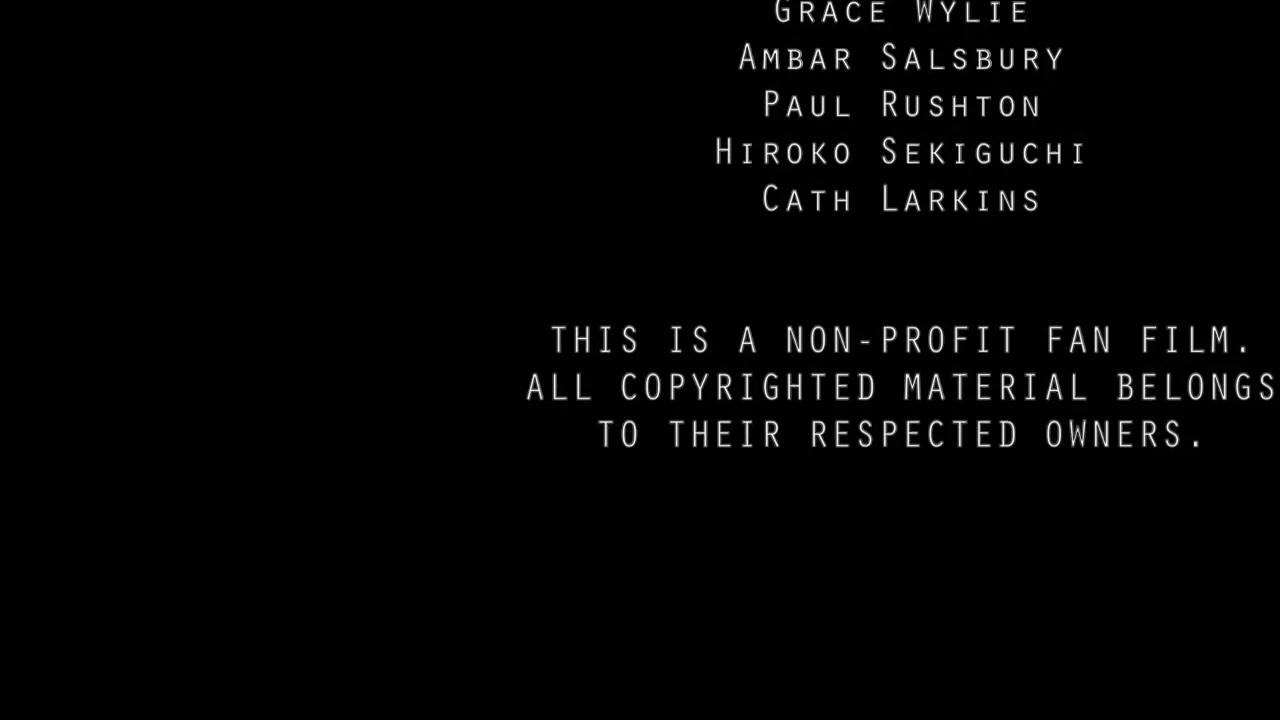 Grace Wylie
Ambar Salsbury
Paul Rushton
Hiroko Sekiguchi
Cath Larkins
THIS IS A NON-PROFIT FAN FILM.
ALL COPYRIGHTED MATERIAL BELONGS
TO THEIR RESPECTED OWNERS.